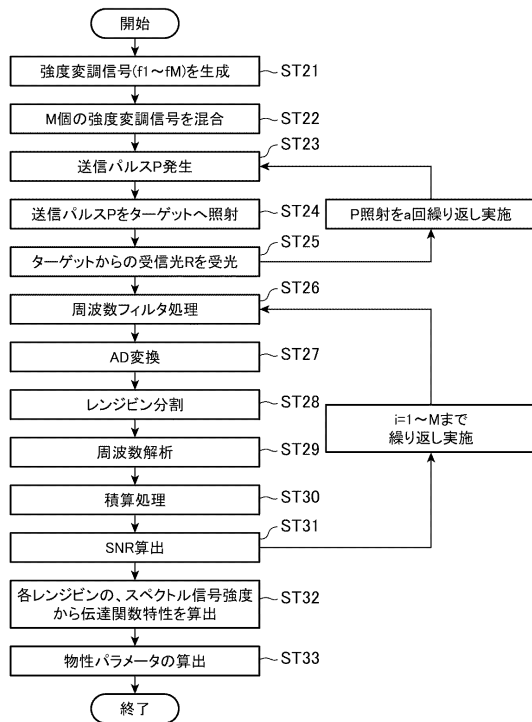 開始
強度変調信号(f1～fM)を生成
ST21
M個の強度変調信号を混合
ST22
送信パルスP発生
ST23
送信パルスPをターゲットへ照射
ST24
P照射をa回繰り返し実施
ターゲットからの受信光Rを受光
ST25
周波数フィルタ処理
ST26
AD変換
ST27
レンジビン分割
ST28
i=1～Mまで
繰り返し実施
周波数解析
ST29
積算処理
ST30
SNR算出
ST31
各レンジビンの、スペクトル信号強度
から伝達関数特性を算出
ST32
物性パラメータの算出
ST33
終了